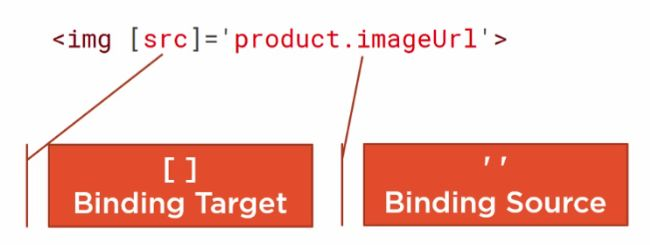 <img [src]='product.imageUrl'>
[ ]
Binding Target
' '
Binding Source